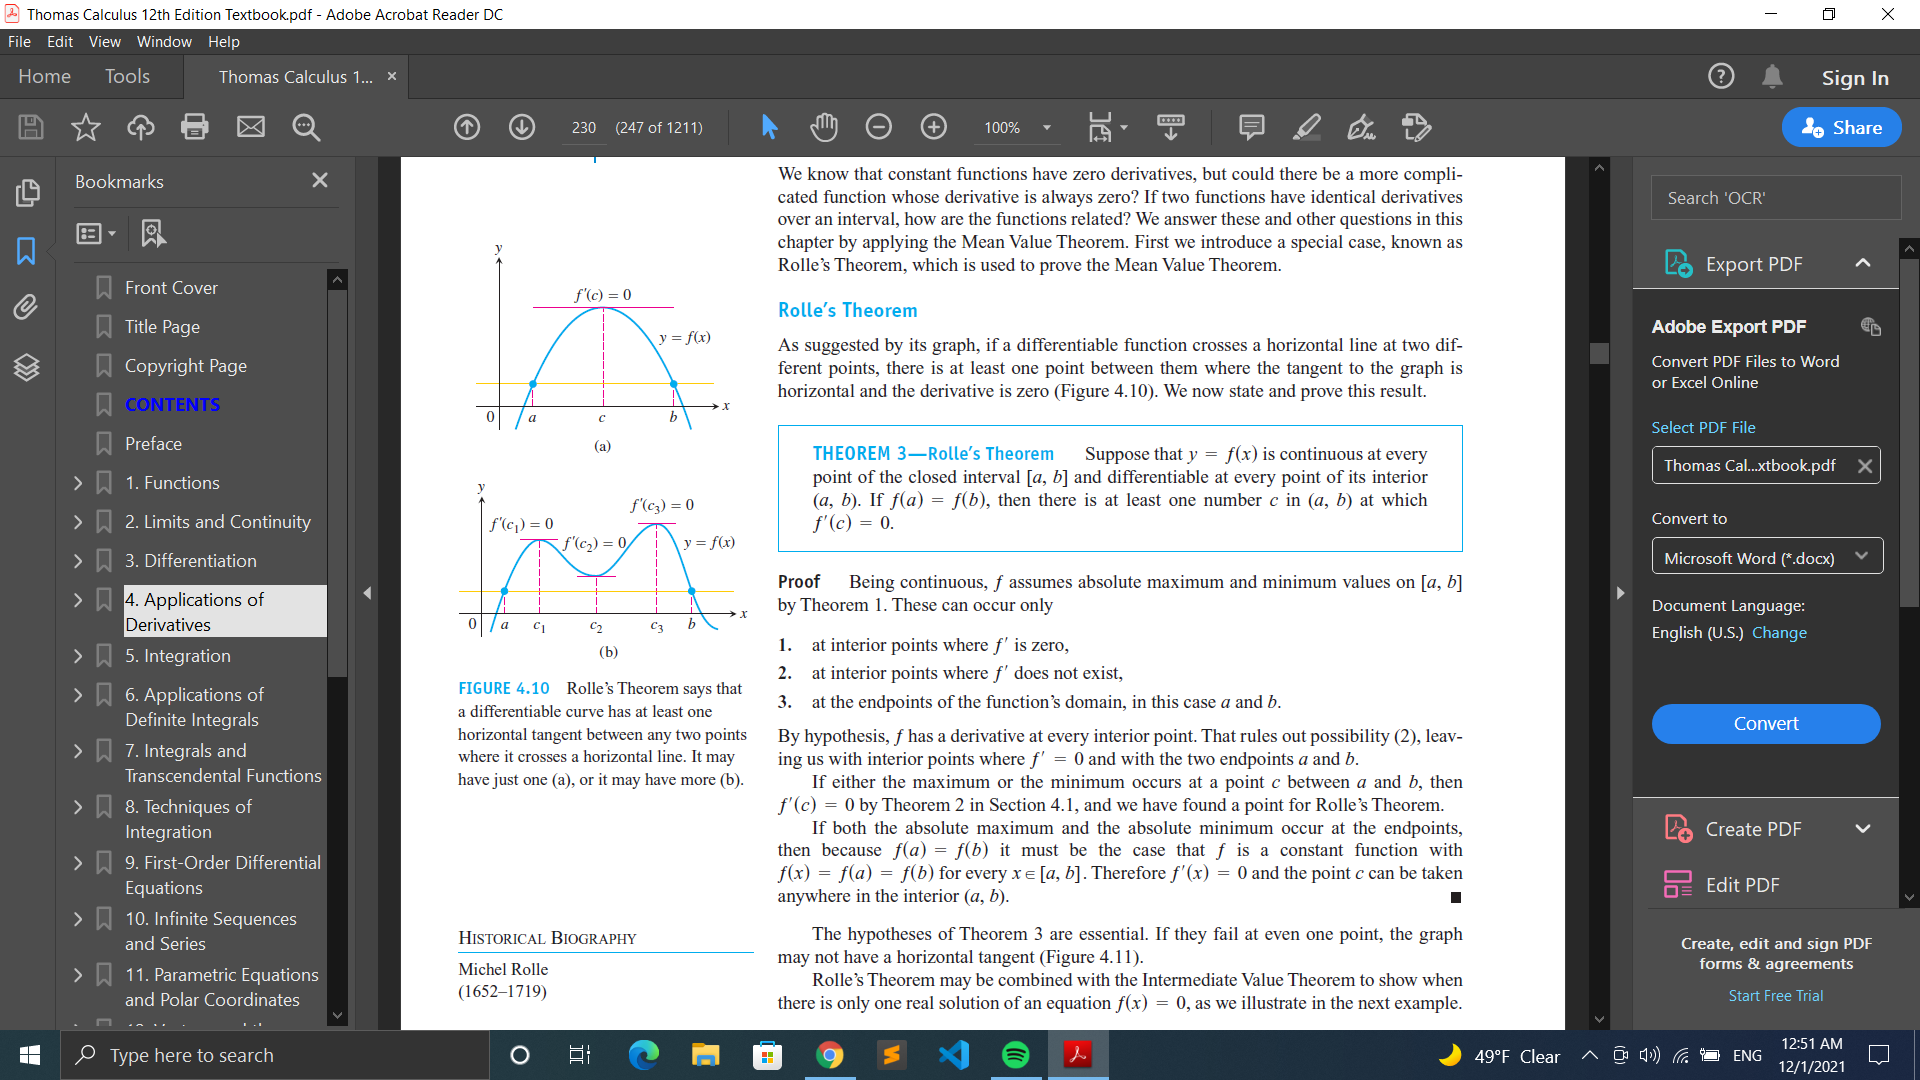 Thomas Calculus 12th Edition Textbook.pdf - Adobe Acrobat Reader DC
File Edit View Window Help
Home Tools Thomas Calculus 1... ×
Sign In
230 (247 of 1211) 100%
Share
Bookmarks
Front Cover
Title Page
Copyright Page
CONTENTS
Preface
1. Functions
2. Limits and Continuity
3. Differentiation
4. Applications of
Derivatives
5. Integration
6. Applications of
Definite Integrals
7. Integrals and
Transcendental Functions
8. Techniques of
Integration
9. First-Order Differential
Equations
10. Infinite Sequences
and Series
11. Parametric Equations
and Polar Coordinates
y
f′(c) = 0
y = f(x)
0 a c b x
(a)
y
f′(c₃) = 0
f′(c₁) = 0
f′(c₂) = 0
y = f(x)
0 a c₁ c₂ c₃ b x
(b)
FIGURE 4.10 Rolle’s Theorem says that
a differentiable curve has at least one
horizontal tangent between any two points
where it crosses a horizontal line. It may
have just one (a), or it may have more (b).
HISTORICAL BIOGRAPHY
Michel Rolle
(1652–1719)
We know that constant functions have zero derivatives, but could there be a more compli-
cated function whose derivative is always zero? If two functions have identical derivatives
over an interval, how are the functions related? We answer these and other questions in this
chapter by applying the Mean Value Theorem. First we introduce a special case, known as
Rolle’s Theorem, which is used to prove the Mean Value Theorem.
Rolle’s Theorem
As suggested by its graph, if a differentiable function crosses a horizontal line at two dif-
ferent points, there is at least one point between them where the tangent to the graph is
horizontal and the derivative is zero (Figure 4.10). We now state and prove this result.
THEOREM 3—Rolle’s Theorem Suppose that y = f(x) is continuous at every
point of the closed interval [a, b] and differentiable at every point of its interior
(a, b). If f(a) = f(b), then there is at least one number c in (a, b) at which
f′(c) = 0.
Proof Being continuous, f assumes absolute maximum and minimum values on [a, b]
by Theorem 1. These can occur only
1. at interior points where f′ is zero,
2. at interior points where f′ does not exist,
3. at the endpoints of the function’s domain, in this case a and b.
By hypothesis, f has a derivative at every interior point. That rules out possibility (2), leav-
ing us with interior points where f′ = 0 and with the two endpoints a and b.
If either the maximum or the minimum occurs at a point c between a and b, then
f′(c) = 0 by Theorem 2 in Section 4.1, and we have found a point for Rolle’s Theorem.
If both the absolute maximum and the absolute minimum occur at the endpoints,
then because f(a) = f(b) it must be the case that f is a constant function with
f(x) = f(a) = f(b) for every x ∈ [a, b]. Therefore f′(x) = 0 and the point c can be taken
anywhere in the interior (a, b).
The hypotheses of Theorem 3 are essential. If they fail at even one point, the graph
may not have a horizontal tangent (Figure 4.11).
Rolle’s Theorem may be combined with the Intermediate Value Theorem to show when
there is only one real solution of an equation f(x) = 0, as we illustrate in the next example.
Search 'OCR'
Export PDF
Adobe Export PDF
Convert PDF Files to Word
or Excel Online
Select PDF File
Thomas Cal...xtbook.pdf
Convert to
Microsoft Word (*.docx)
Document Language:
English (U.S.) Change
Convert
Create PDF
Edit PDF
Create, edit and sign PDF
forms & agreements
Start Free Trial
Type here to search
49°F Clear
ENG
12:51 AM
12/1/2021